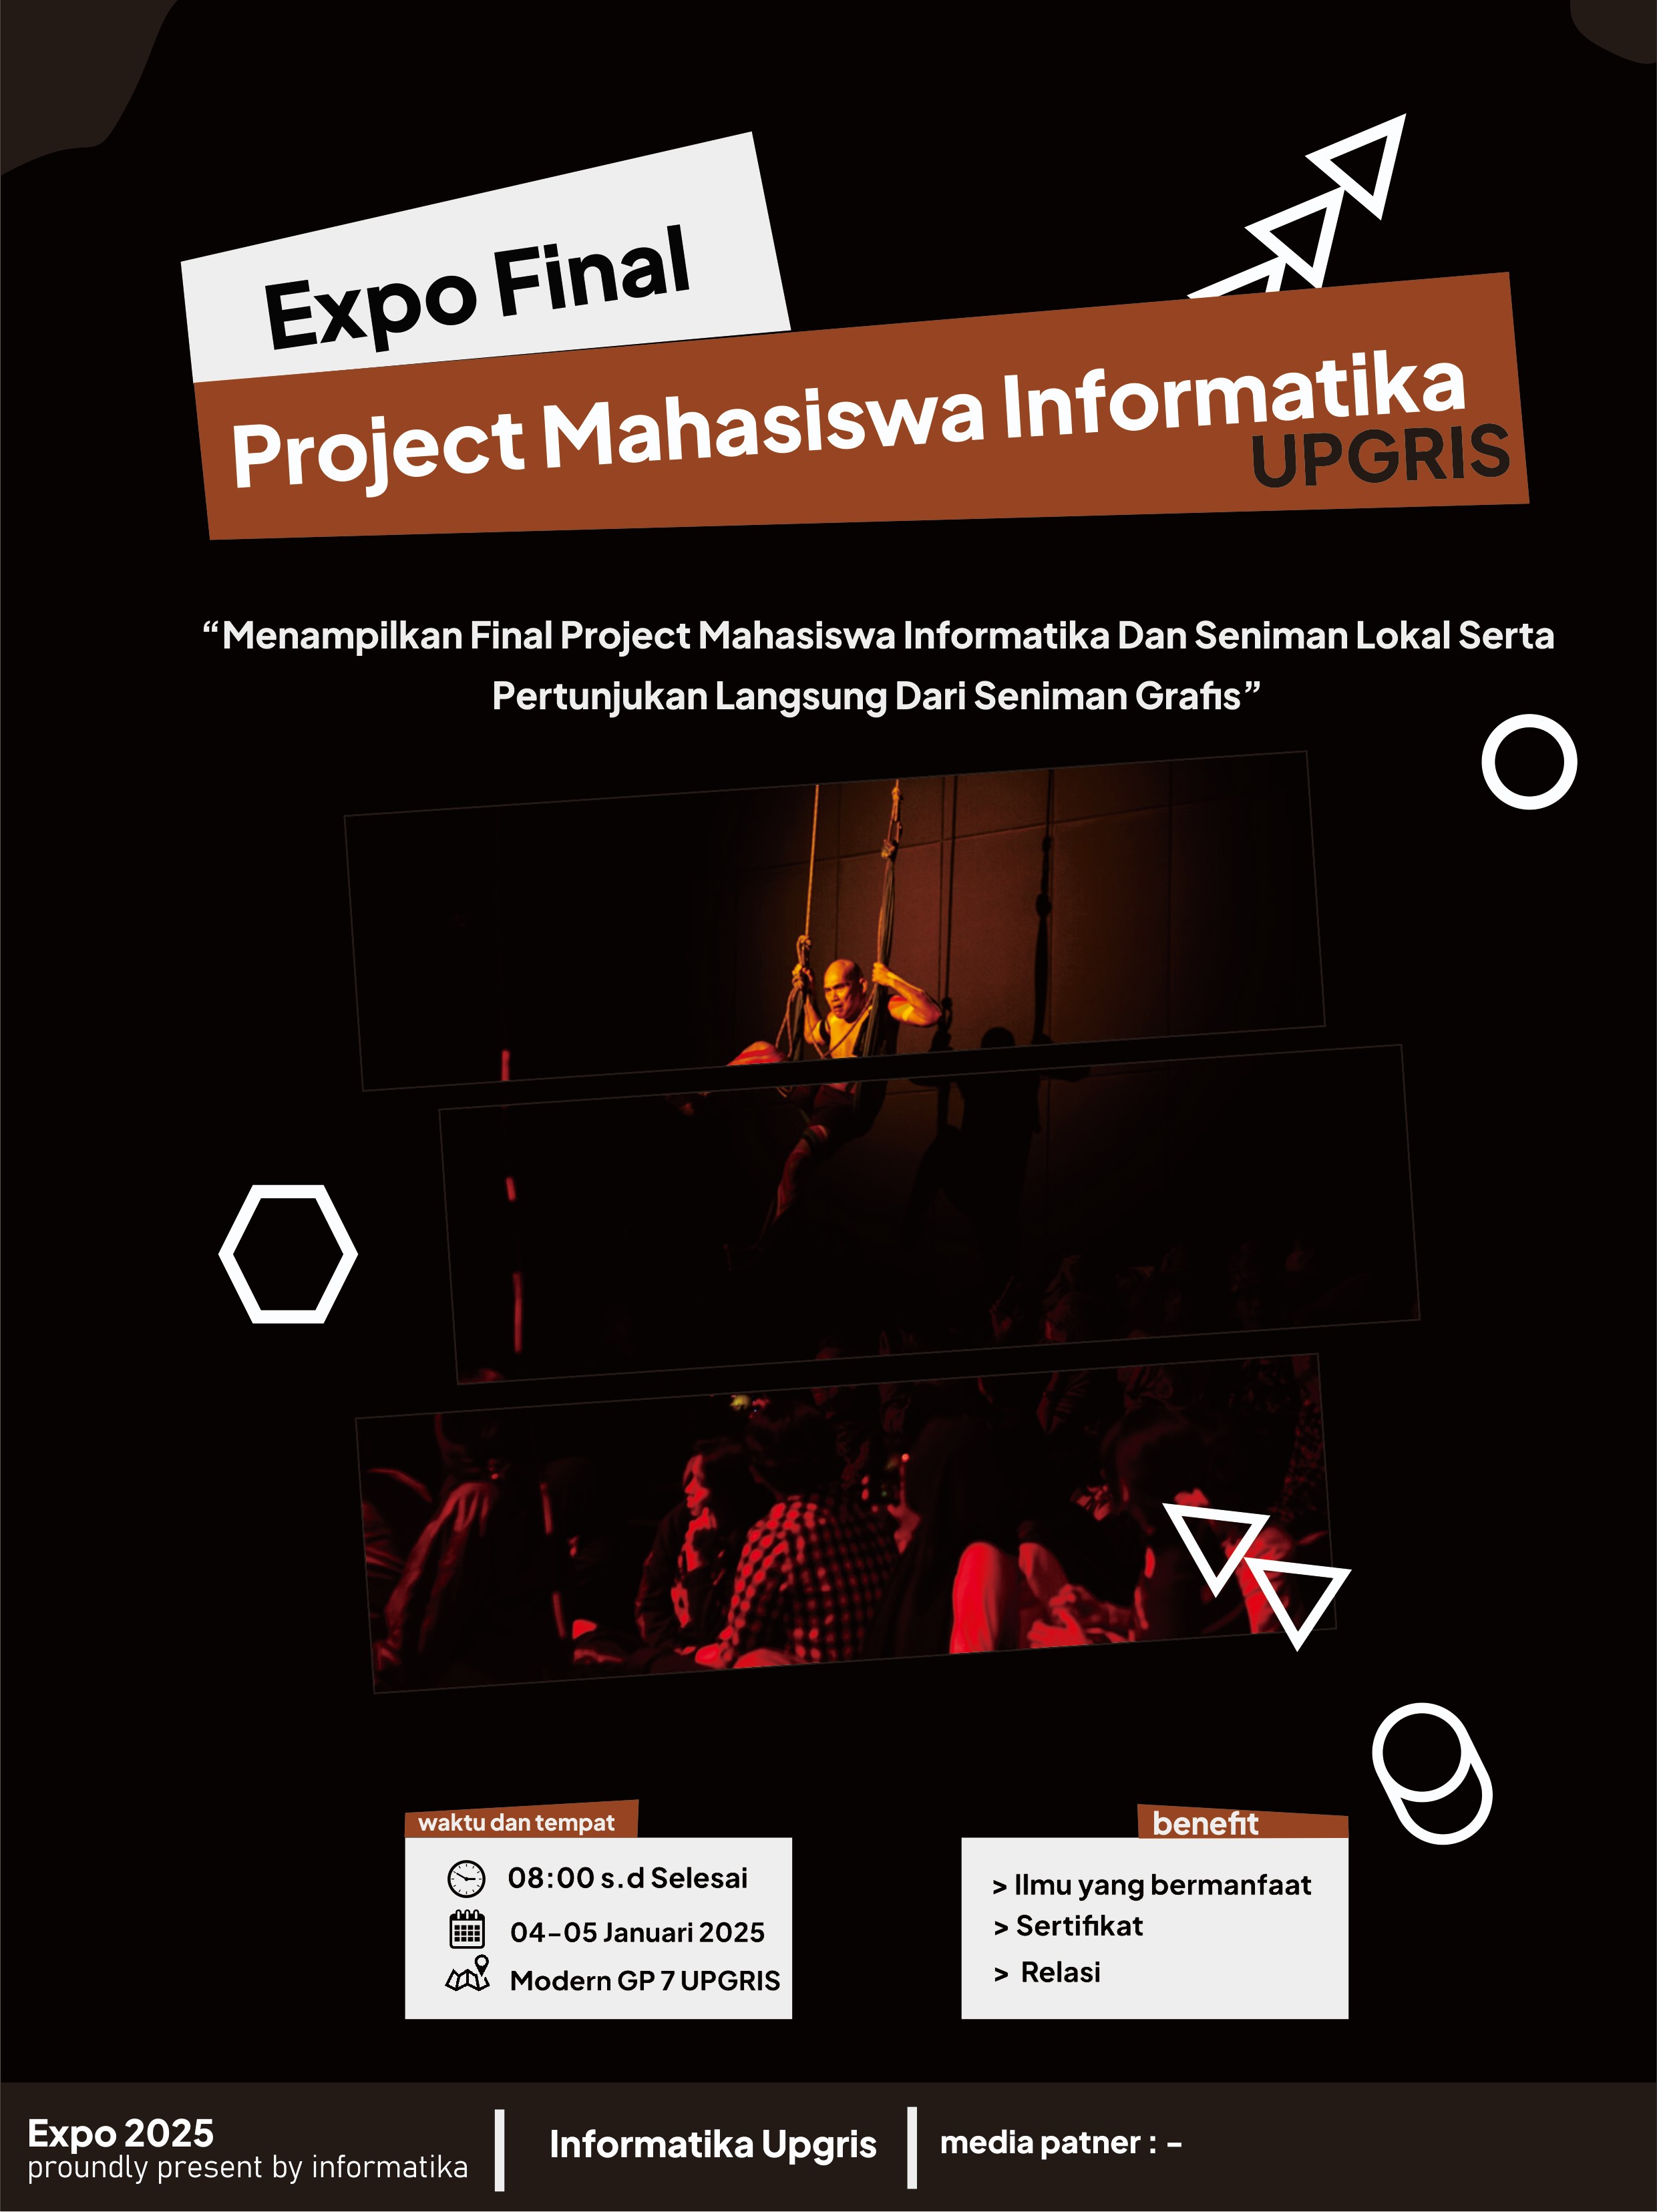 Expo Final
Project Mahasiswa Informatika
UPGRIS
“Menampilkan Final Project Mahasiswa Informatika Dan Seniman Lokal Serta
Pertunjukan Langsung Dari Seniman Grafis”
waktu dan tempat
08:00 s.d Selesai
04-05 Januari 2025
Modern GP 7 UPGRIS
benefit
> Ilmu yang bermanfaat
> Sertifikat
> Relasi
Expo 2025
proundly present by informatika
Informatika Upgris
media patner : -